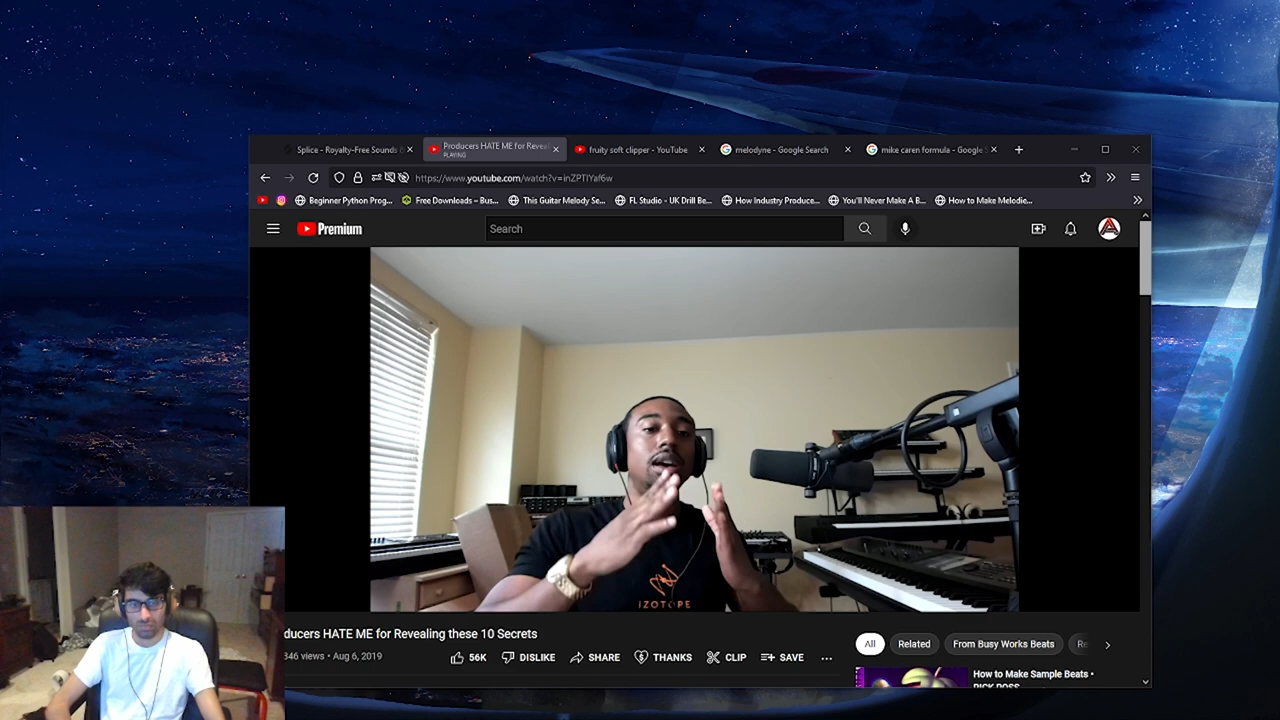 Splice - Royalty-Free Sounds &
Producers HATE ME for Reveal
PLAYING
fruity soft clipper - YouTube
melodyne - Google Search
mike caren formula - Google S
https://www.youtube.com/watch?v=inZPTIYaf6w
Beginner Python Prog...
Free Downloads – Bus...
This Guitar Melody Se...
FL Studio - UK Drill Be...
How Industry Produce...
You'll Never Make A B...
How to Make Melodie...
Premium
Search
IZOTOPE
ducers HATE ME for Revealing these 10 Secrets
346 views • Aug 6, 2019
56K
DISLIKE
SHARE
THANKS
CLIP
SAVE
All
Related
From Busy Works Beats
Re
How to Make Sample Beats •
RICK ROSS